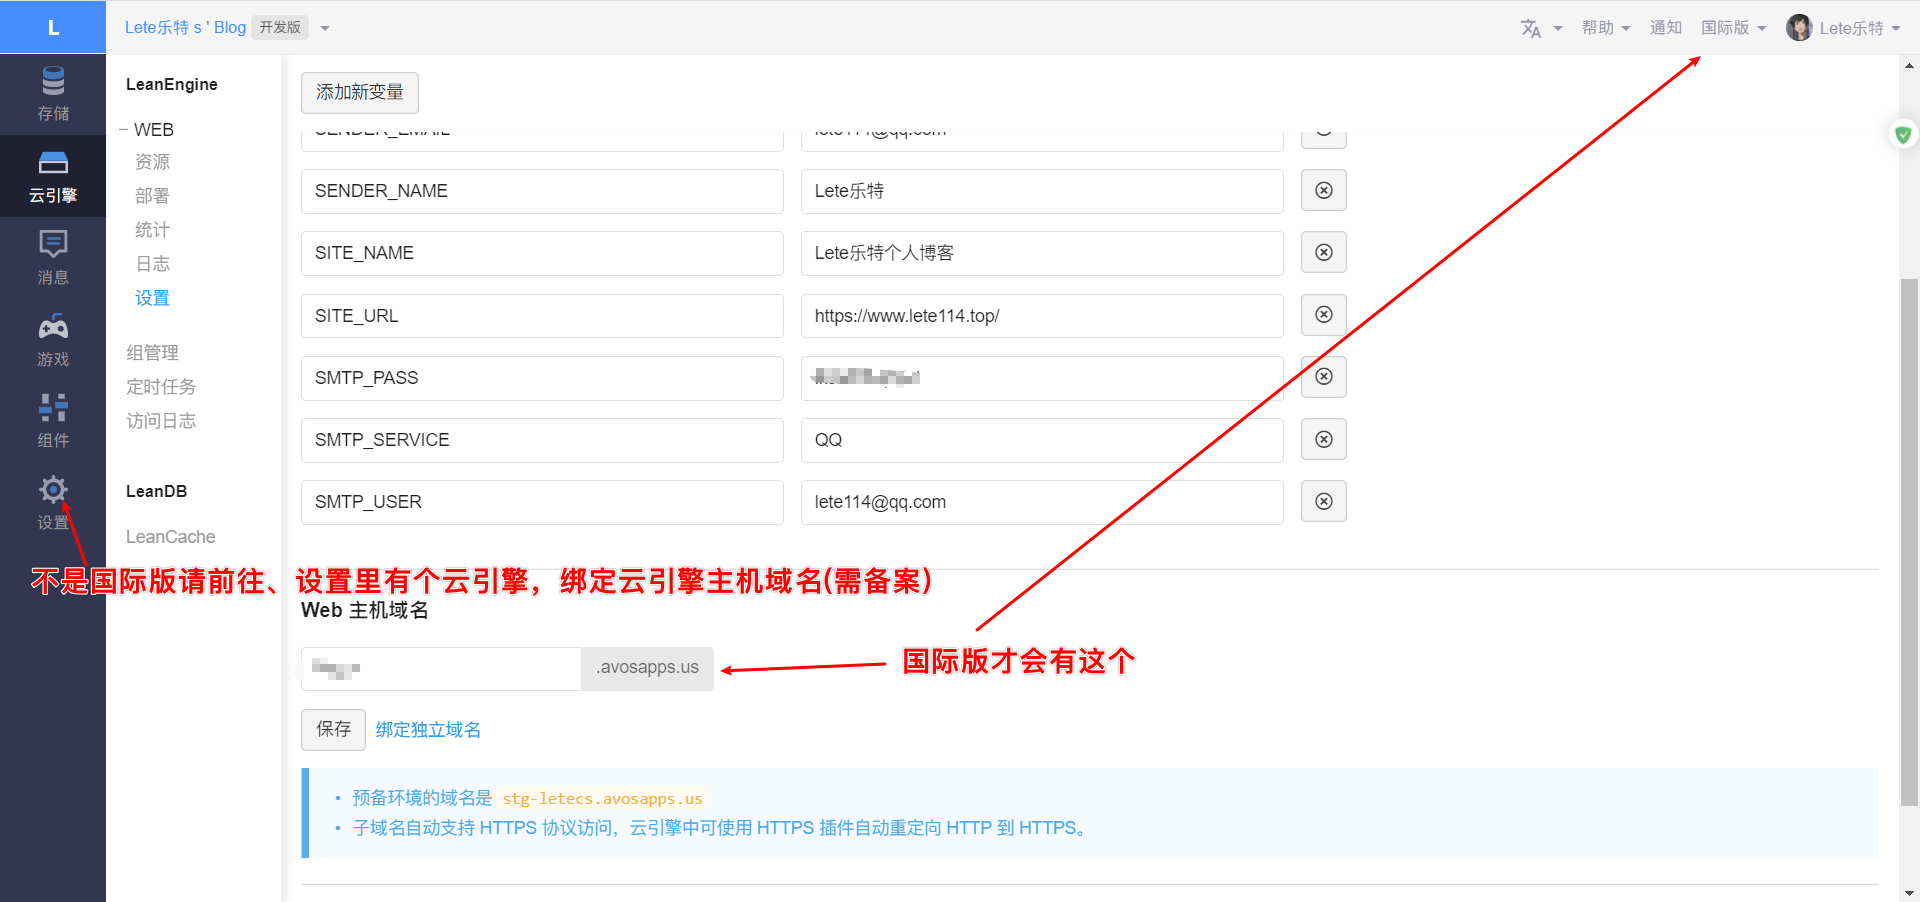 L
Lete乐特 s ' Blog 开发版
帮助 通知 国际版 Lete乐特
存储
云引擎
消息
游戏
组件
设置
LeanEngine
WEB
资源
部署
统计
日志
设置
组管理
定时任务
访问日志
LeanDB
LeanCache
添加新变量
SENDER_EMAIL lete114@qq.com
SENDER_NAME Lete乐特
SITE_NAME Lete乐特个人博客
SITE_URL https://www.lete114.top/
SMTP_PASS
SMTP_SERVICE QQ
SMTP_USER lete114@qq.com
不是国际版请前往、设置里有个云引擎，绑定云引擎主机域名(需备案)
Web 主机域名
.avosapps.us
国际版才会有这个
保存 绑定独立域名
• 预备环境的域名是 stg-letecs.avosapps.us
• 子域名自动支持 HTTPS 协议访问，云引擎中可使用 HTTPS 插件自动重定向 HTTP 到 HTTPS。